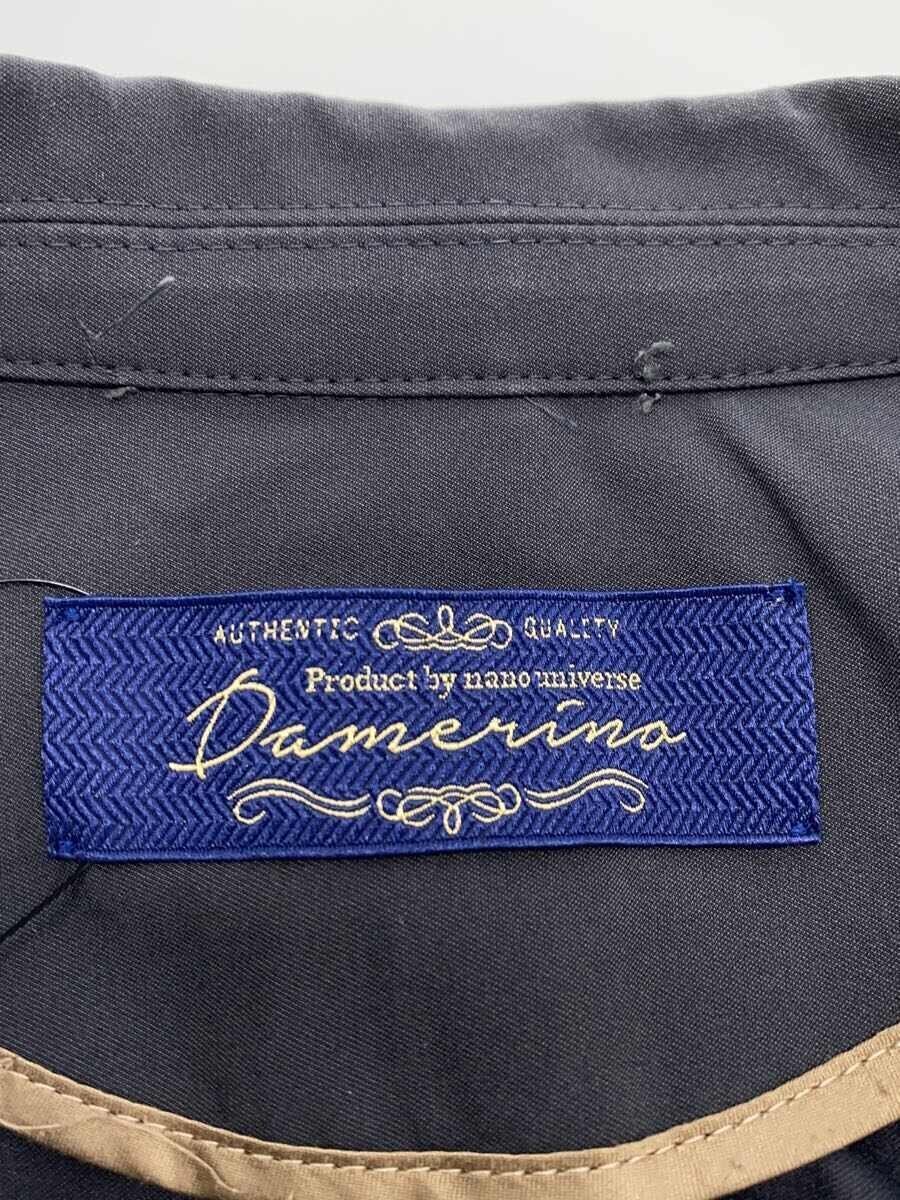 AUTHENTIC QUALITY
Product by nano universe
Damerino